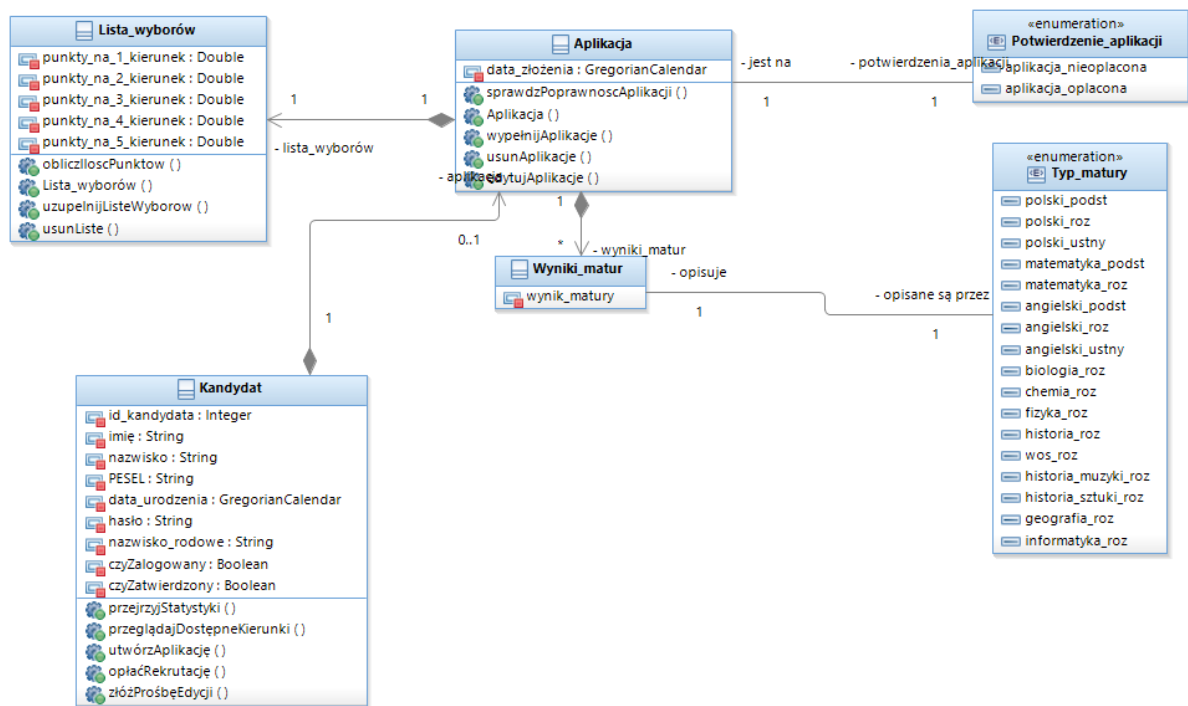 Lista_wyborów
punkty_na_1_kierunek : Double
punkty_na_2_kierunek : Double
punkty_na_3_kierunek : Double
punkty_na_4_kierunek : Double
punkty_na_5_kierunek : Double
obliczIloscPunktow ( )
Lista_wyborów ( )
uzupelnijListeWyborow ( )
usunListe ( )
1
1
- lista_wyborów
Aplikacja
data_złożenia : GregorianCalendar
sprawdzPoprawnoscAplikacji ( )
Aplikacja ( )
wypełnijAplikacje ( )
usunAplikacje ( )
edytujAplikacje ( )
- aplikacja
0..1
1
- jest na
- potwierdzenia_aplikacji
1
1
«enumeration»
Potwierdzenie_aplikacji
aplikacja_nieoplacona
aplikacja_oplacona
1
*
- wyniki_matur
Wyniki_matur
wynik_matury
- opisuje
1
- opisane są przez
1
«enumeration»
Typ_matury
polski_podst
polski_roz
polski_ustny
matematyka_podst
matematyka_roz
angielski_podst
angielski_roz
angielski_ustny
biologia_roz
chemia_roz
fizyka_roz
historia_roz
wos_roz
historia_muzyki_roz
historia_sztuki_roz
geografia_roz
informatyka_roz
Kandydat
id_kandydata : Integer
imię : String
nazwisko : String
PESEL : String
data_urodzenia : GregorianCalendar
hasło : String
nazwisko_rodowe : String
czyZalogowany : Boolean
czyZatwierdzony : Boolean
przejrzyjStatystyki ( )
przeglądajDostępneKierunki ( )
utwórzAplikację ( )
opłaćRekrutację ( )
złóżProśbęEdycji ( )